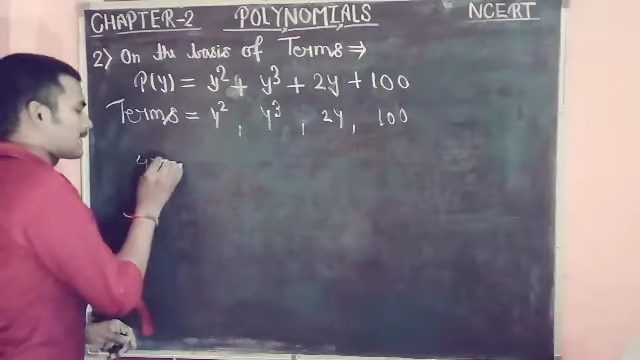 CHAPTER-2 POLYNOMIALS NCERT
2) On the basis of Terms ⇒
P(y) = y² + y³ + 2y + 100
Terms = y², y³, 2y, 100